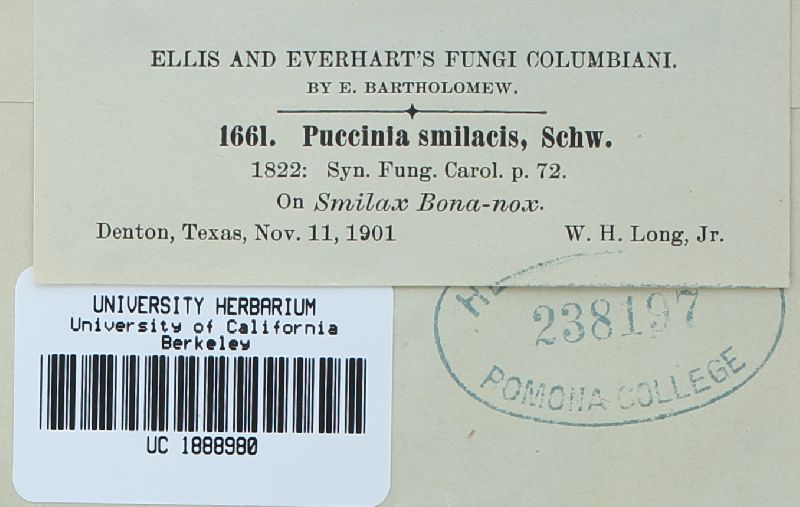 ELLIS AND EVERHART'S FUNGI COLUMBIANI.
BY E. BARTHOLOMEW.
1661. Puccinia smilacis, Schw.
1822: Syn. Fung. Carol. p. 72.
On Smilax Bona-nox.
Denton, Texas, Nov. 11, 1901 W. H. Long, Jr.
UNIVERSITY HERBARIUM
University of California
Berkeley
UC 1888980
238197
POMONA COLLEGE